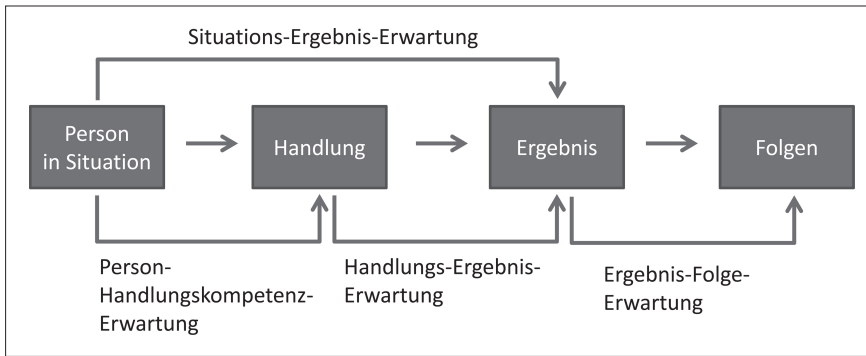 Situations-Ergebnis-Erwartung
Person
in Situation
Handlung
Ergebnis
Folgen
Person-
Handlungskompetenz-
Erwartung
Handlungs-Ergebnis-
Erwartung
Ergebnis-Folge-
Erwartung